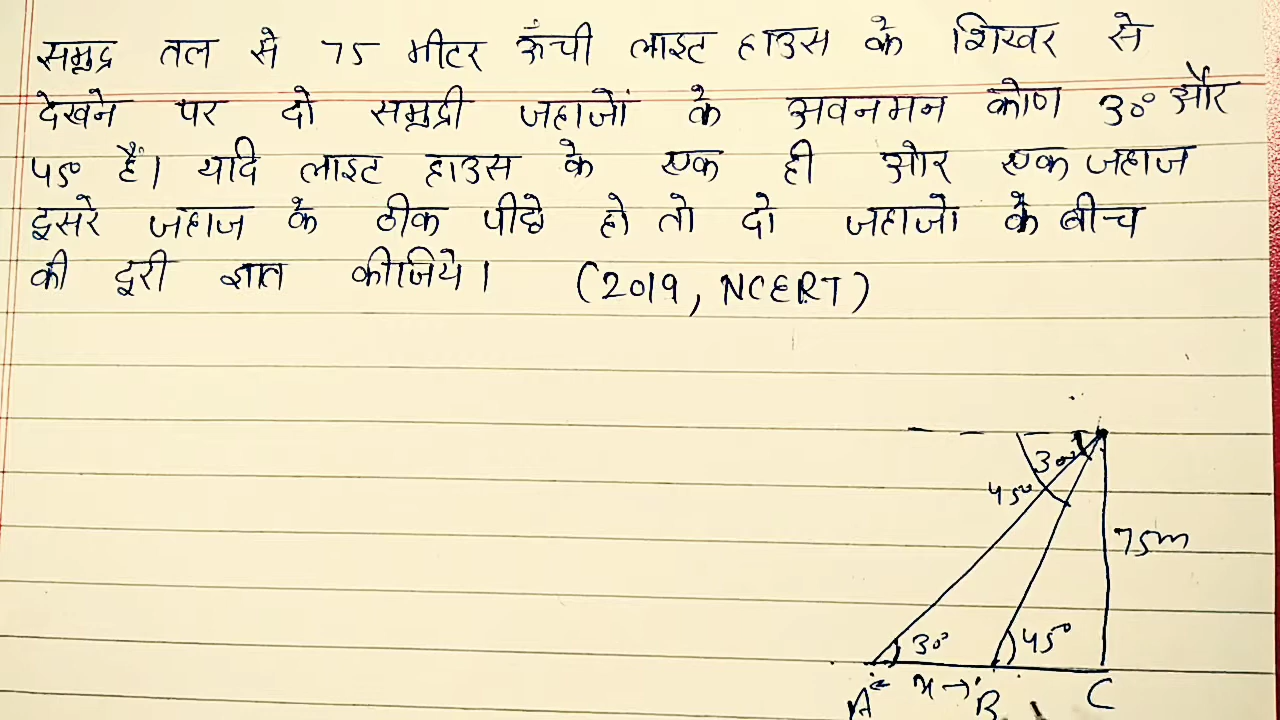 समुद्र तल से 75 मीटर ऊँची लाइट हाउस के शिखर से
देखने पर दो समुद्री जहाजों के अवनमन कोण 30° और
45° हैं। यदि लाइट हाउस के एक ही ओर एक जहाज
दूसरे जहाज के ठीक पीछे हो तो दो जहाजो के बीच
की दूरी ज्ञात कीजिये। (2019, NCERT)
30°
45°
75m
30° 45°
A ← x → B C